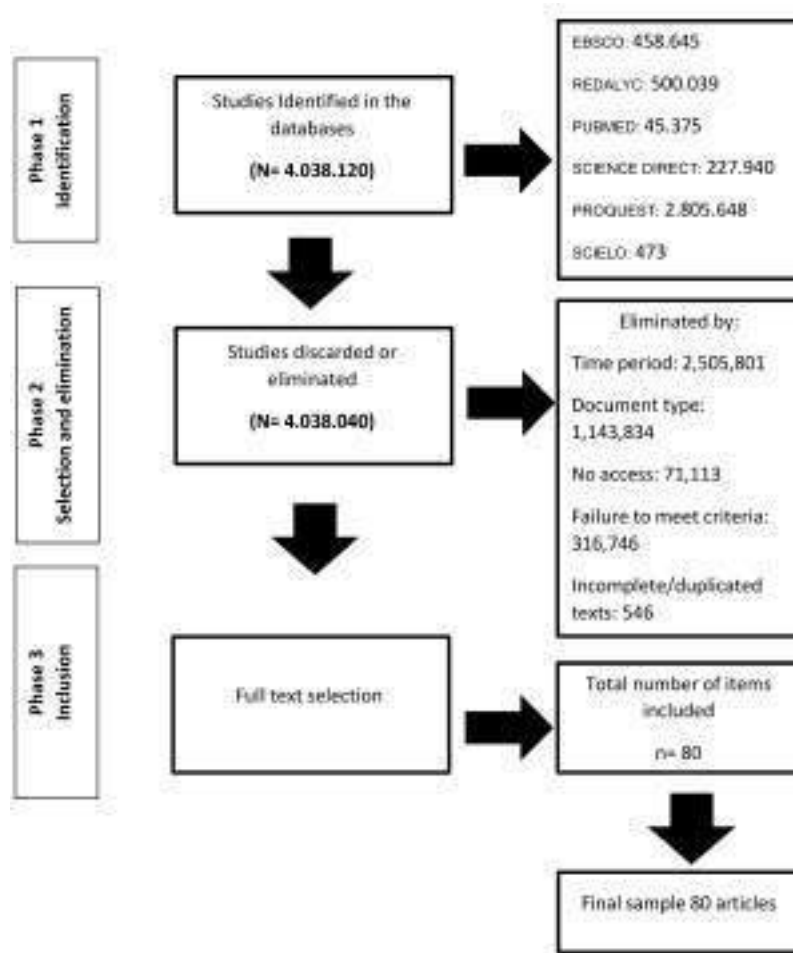 Phase 1
Identification
Studies Identified in the
databases
(N= 4.038.120)
EBSCO: 458.645
REDALYC: 500.039
PUBMED: 45.375
SCIENCE DIRECT: 227.940
PROQUEST: 2.805.648
SCIELO: 473
Phase 2
Selection and elimination
Studies discarded or
eliminated
(N= 4.038.040)
Eliminated by:
Time period: 2,505,801
Document type:
1,143,834
No access: 71,113
Failure to meet criteria:
316,746
Incomplete/duplicated
texts: 546
Phase 3
Inclusion
Full text selection
Total number of items
included
n= 80
Final sample 80 articles